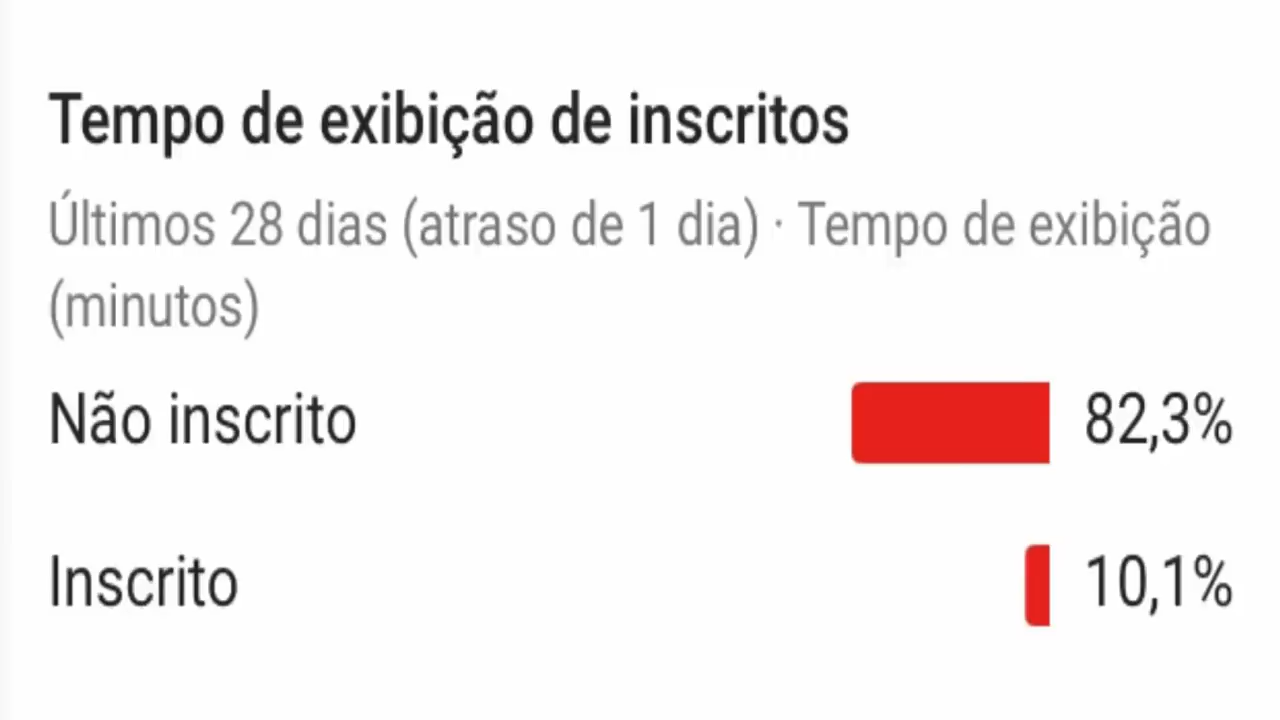 Tempo de exibição de inscritos
Últimos 28 dias (atraso de 1 dia) · Tempo de exibição
(minutos)
Não inscrito 82,3%
Inscrito 10,1%